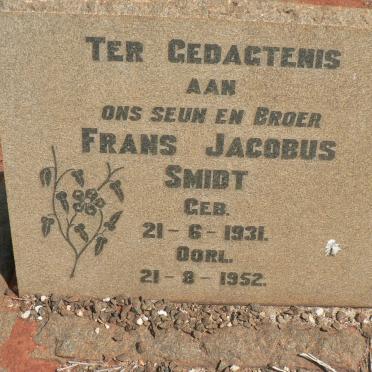 TER GEDAGTENIS
AAN
ONS SEUN EN BROER
FRANS JACOBUS
SMIDT
GEB.
21-6-1931.
OORL.
21-8-1952.